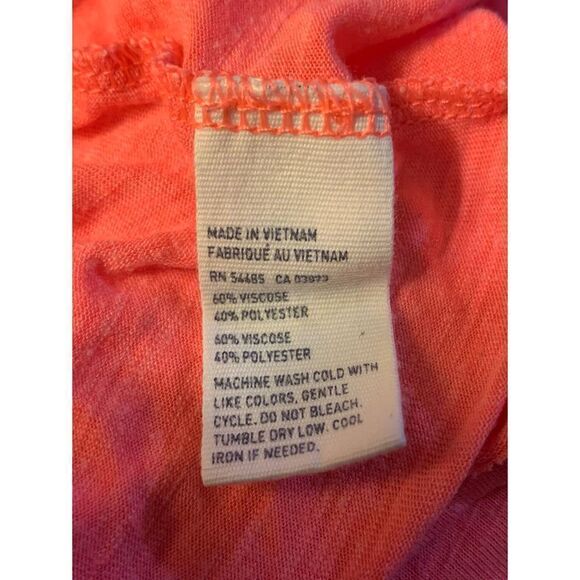 MADE IN VIETNAM
FABRIQUÉ AU VIETNAM
RN 54485 CA 03973
60% VISCOSE
40% POLYESTER
60% VISCOSE
40% POLYESTER
MACHINE WASH COLD WITH
LIKE COLORS, GENTLE
CYCLE. DO NOT BLEACH.
TUMBLE DRY LOW. COOL
IRON IF NEEDED.